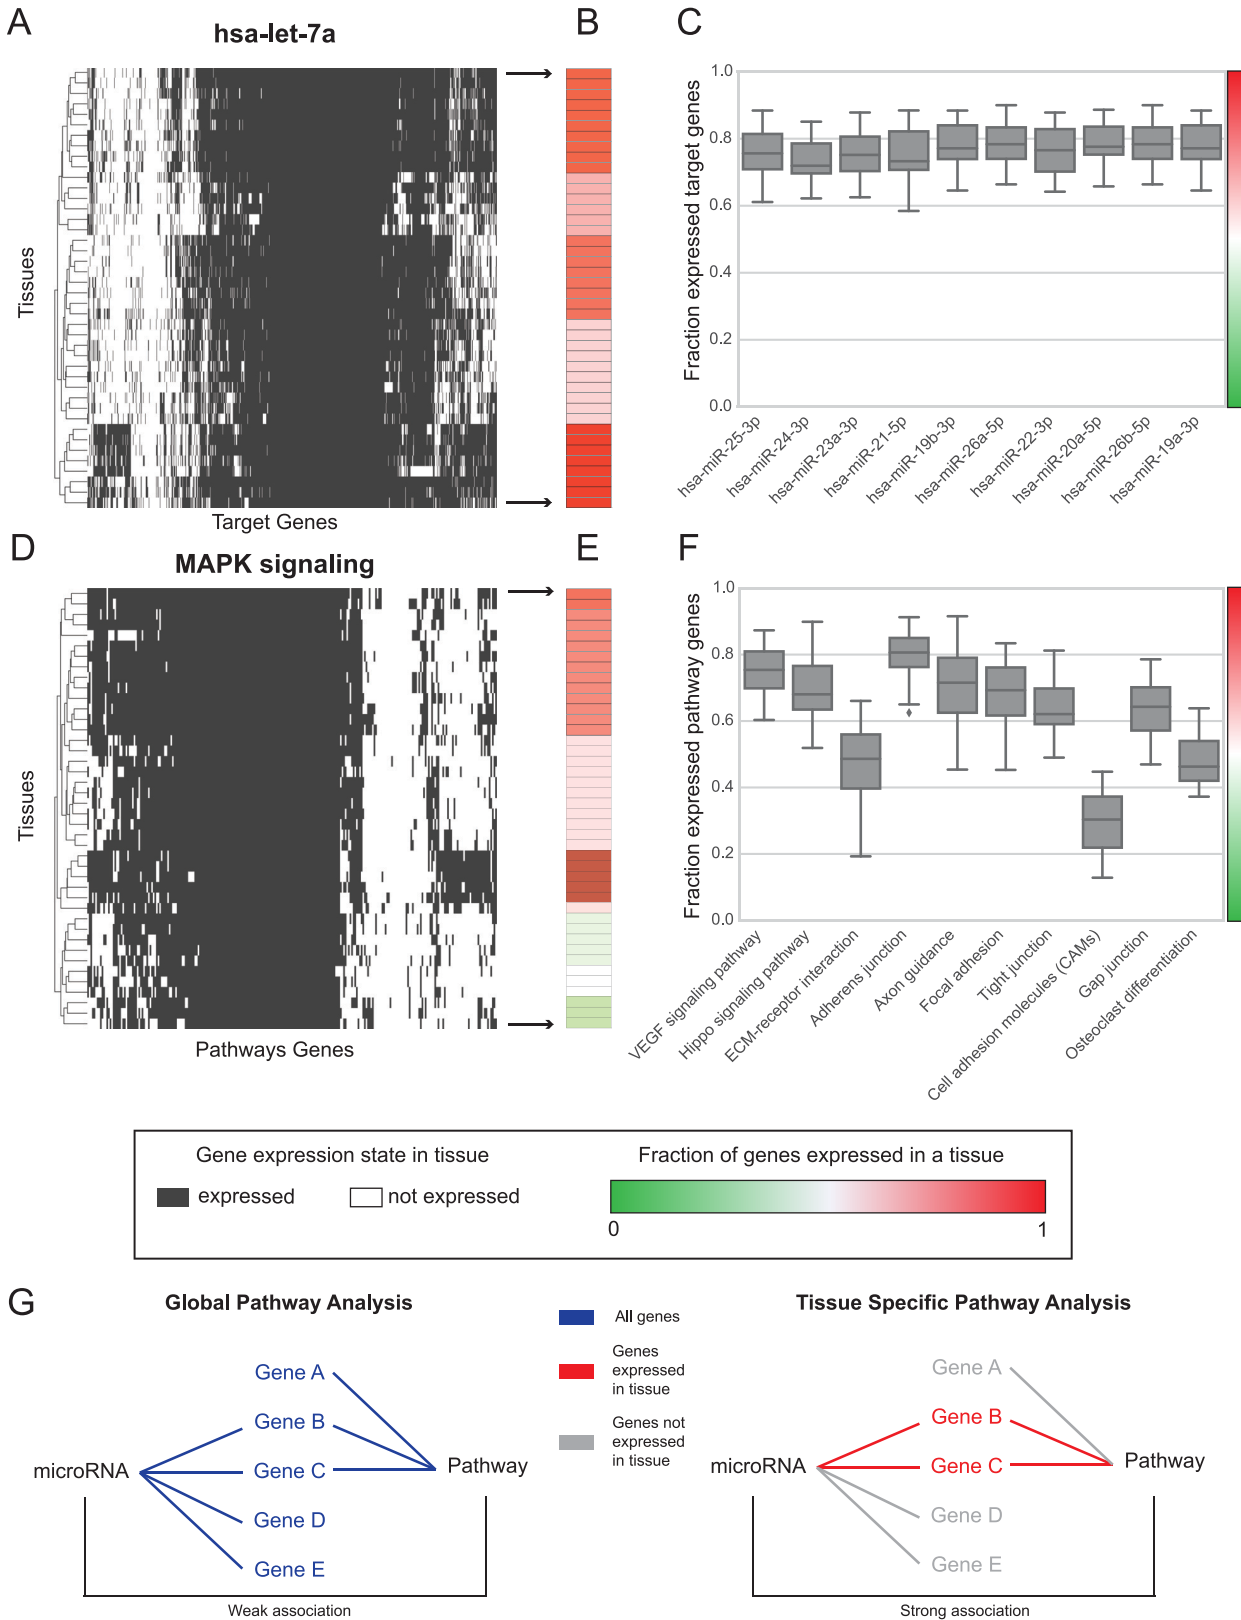 A
hsa-let-7a
B
C
Tissues
Target Genes
Fraction expressed target genes
1.0
0.8
0.6
0.4
0.2
0.0
hsa-miR-25-3p
hsa-miR-24-3p
hsa-miR-23a-3p
hsa-miR-21-5p
hsa-miR-19b-3p
hsa-miR-26a-5p
hsa-miR-22-3p
hsa-miR-20a-5p
hsa-miR-26b-5p
hsa-miR-19a-3p
D
MAPK signaling
E
F
Tissues
Pathways Genes
Fraction expressed pathway genes
1.0
0.8
0.6
0.4
0.2
0.0
VEGF signaling pathway
Hippo signaling pathway
ECM-receptor interaction
Adherens junction
Axon guidance
Focal adhesion
Tight junction
Cell adhesion molecules (CAMs)
Gap junction
Osteoclast differentiation
Gene expression state in tissue
expressed
not expressed
Fraction of genes expressed in a tissue
0
1
G
Global Pathway Analysis
microRNA
Gene A
Gene B
Gene C
Gene D
Gene E
Pathway
Weak association
All genes
Genes
expressed
in tissue
Genes not
expressed
in tissue
Tissue Specific Pathway Analysis
microRNA
Gene A
Gene B
Gene C
Gene D
Gene E
Pathway
Strong association